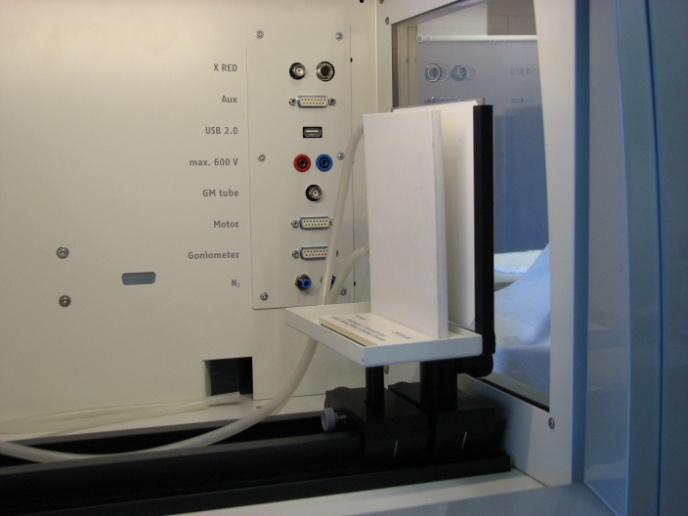 X RED
Aux
USB 2.0
max. 600 V
GM tube
Motor
Goniometer
N₂